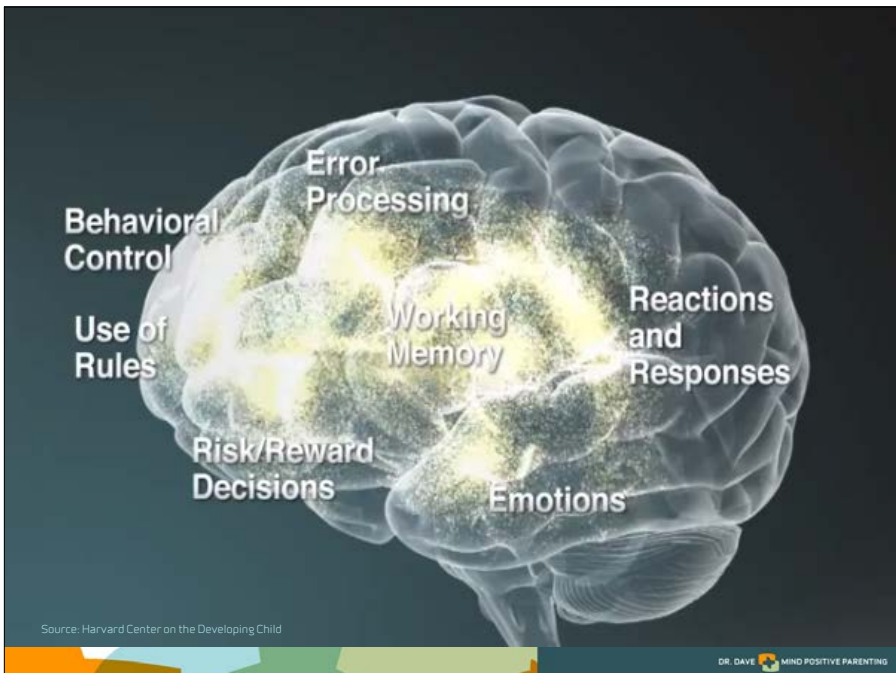 Error
Processing
Behavioral
Control
Use of
Rules
Working
Memory
Reactions
and
Responses
Risk/Reward
Decisions
Emotions
Source: Harvard Center on the Developing Child
DR. DAVE MIND POSITIVE PARENTING